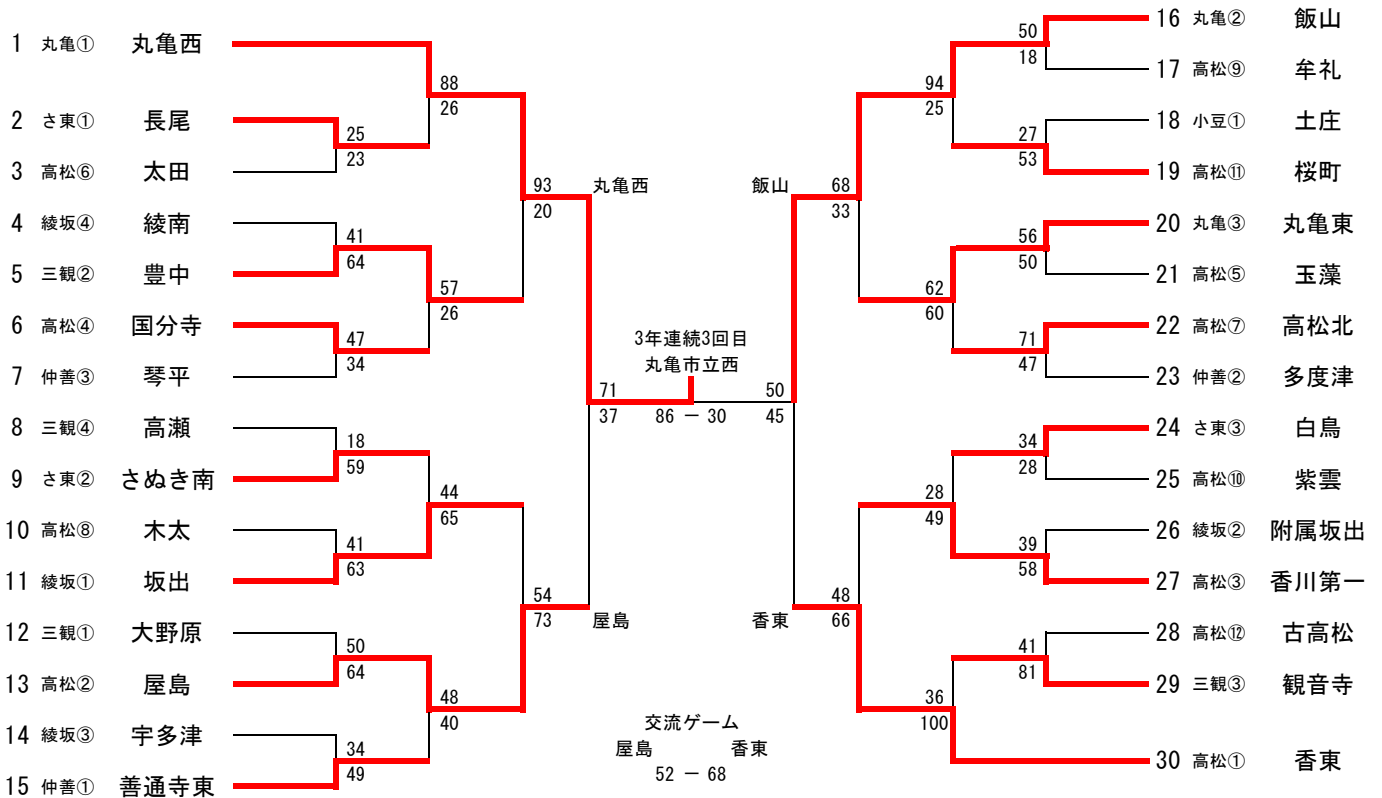 1 丸亀① 丸亀西
2 さ東① 長尾
3 高松⑥ 太田
4 綾坂④ 綾南
5 三観② 豊中
6 高松④ 国分寺
7 仲善③ 琴平
8 三観④ 高瀬
9 さ東② さぬき南
10 高松⑧ 木太
11 綾坂① 坂出
12 三観① 大野原
13 高松② 屋島
14 綾坂③ 宇多津
15 仲善① 善通寺東
25
23
41
64
47
34
18
59
41
63
50
64
34
49
88
26
57
26
44
65
48
40
93
20
54
73
丸亀西
屋島
71
37
3年連続3回目
丸亀市立西
86 － 30
50
45
飯山
香東
68
33
48
66
94
25
62
60
28
49
36
100
50
18
27
53
56
50
71
47
34
28
39
58
41
81
16 丸亀② 飯山
17 高松⑨ 牟礼
18 小豆① 土庄
19 高松⑪ 桜町
20 丸亀③ 丸亀東
21 高松⑤ 玉藻
22 高松⑦ 高松北
23 仲善② 多度津
24 さ東③ 白鳥
25 高松⑩ 紫雲
26 綾坂② 附属坂出
27 高松③ 香川第一
28 高松⑫ 古高松
29 三観③ 観音寺
30 高松① 香東
交流ゲーム
屋島 香東
52 － 68